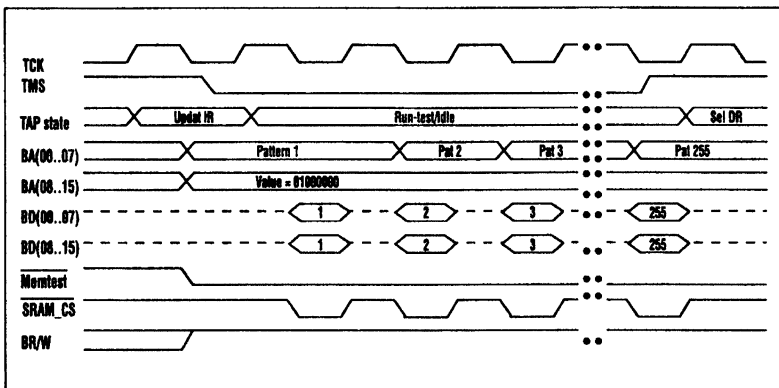 TCK
TMS
TAP state Updat IR Run-test/Idle Sel DR
BA(00..07) Pattern 1 Pat 2 Pat 3 Pat 255
BA(08..15) Value = 01000000
BD(00..07) 1 2 3 255
BD(08..15) 1 2 3 255
Memtest
SRAM_CS
BR/W